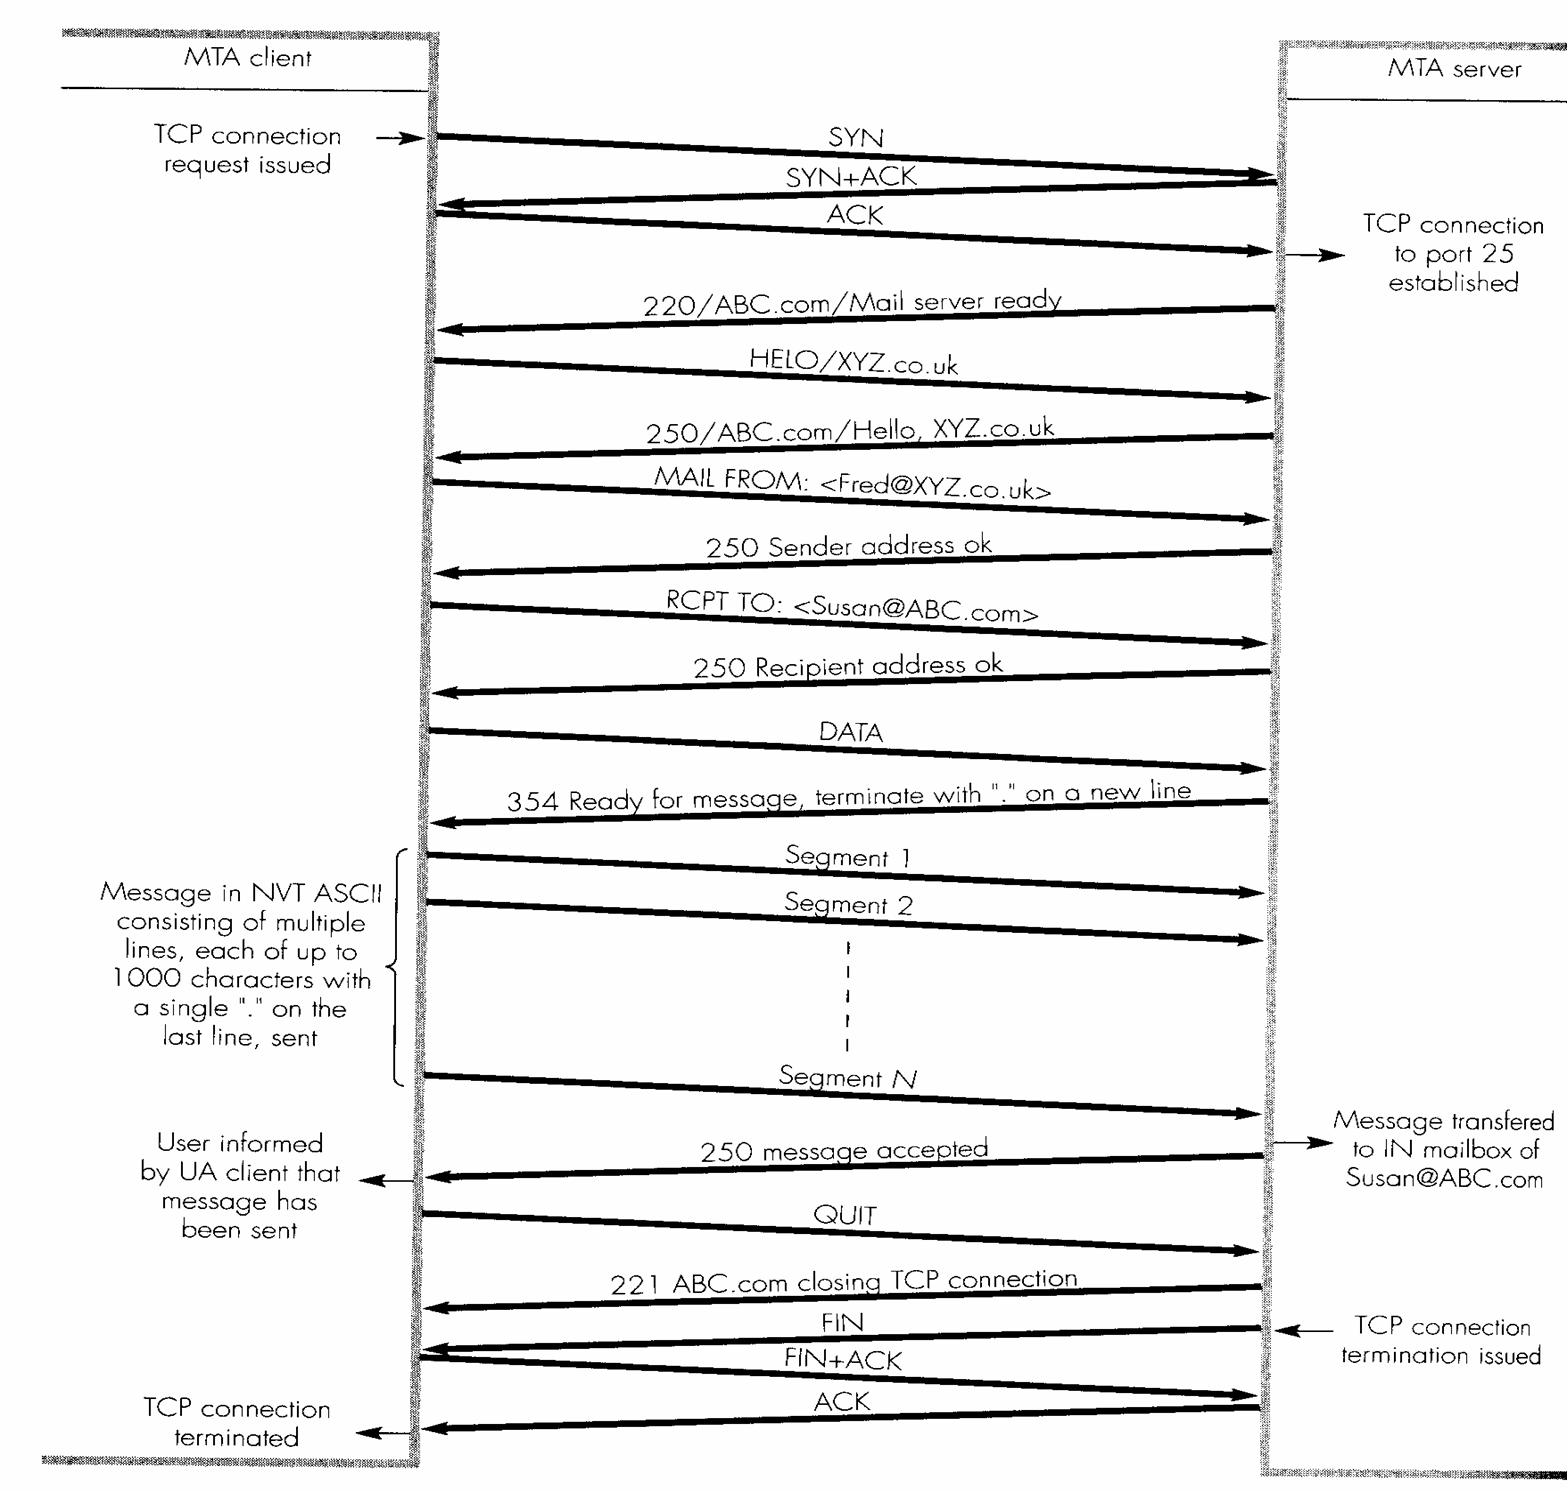 MTA client
MTA server
TCP connection
request issued
SYN
SYN+ACK
ACK
TCP connection
to port 25
established
220/ABC.com/Mail server ready
HELO/XYZ.co.uk
250/ABC.com/Hello, XYZ.co.uk
MAIL FROM: <Fred@XYZ.co.uk>
250 Sender address ok
RCPT TO: <Susan@ABC.com>
250 Recipient address ok
DATA
354 Ready for message, terminate with "." on a new line
Segment 1
Segment 2
Message in NVT ASCII
consisting of multiple
lines, each of up to
1000 characters with
a single "." on the
last line, sent
Segment N
Message transfered
to IN mailbox of
Susan@ABC.com
User informed
by UA client that
message has
been sent
250 message accepted
QUIT
221 ABC.com closing TCP connection
FIN
TCP connection
termination issued
FIN+ACK
ACK
TCP connection
terminated